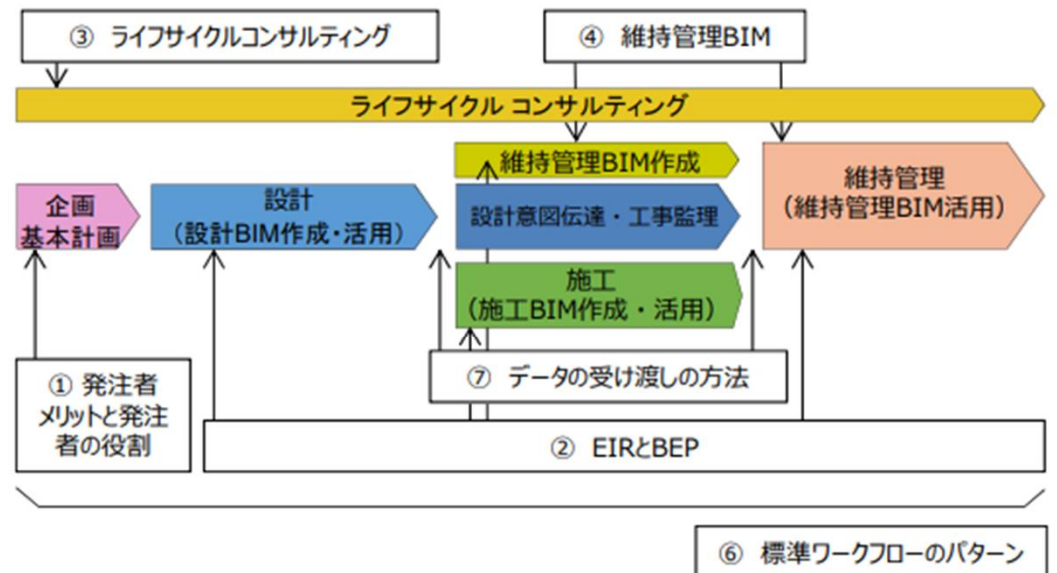 ③ ライフサイクルコンサルティング
④ 維持管理BIM
ライフサイクル コンサルティング
維持管理BIM作成
企画
基本計画
設計
（設計BIM作成・活用）
設計意図伝達・工事監理
維持管理
（維持管理BIM活用）
施工
（施工BIM作成・活用）
① 発注者
メリットと発注
者の役割
⑦ データの受け渡しの方法
② EIRとBEP
⑥ 標準ワークフローのパターン